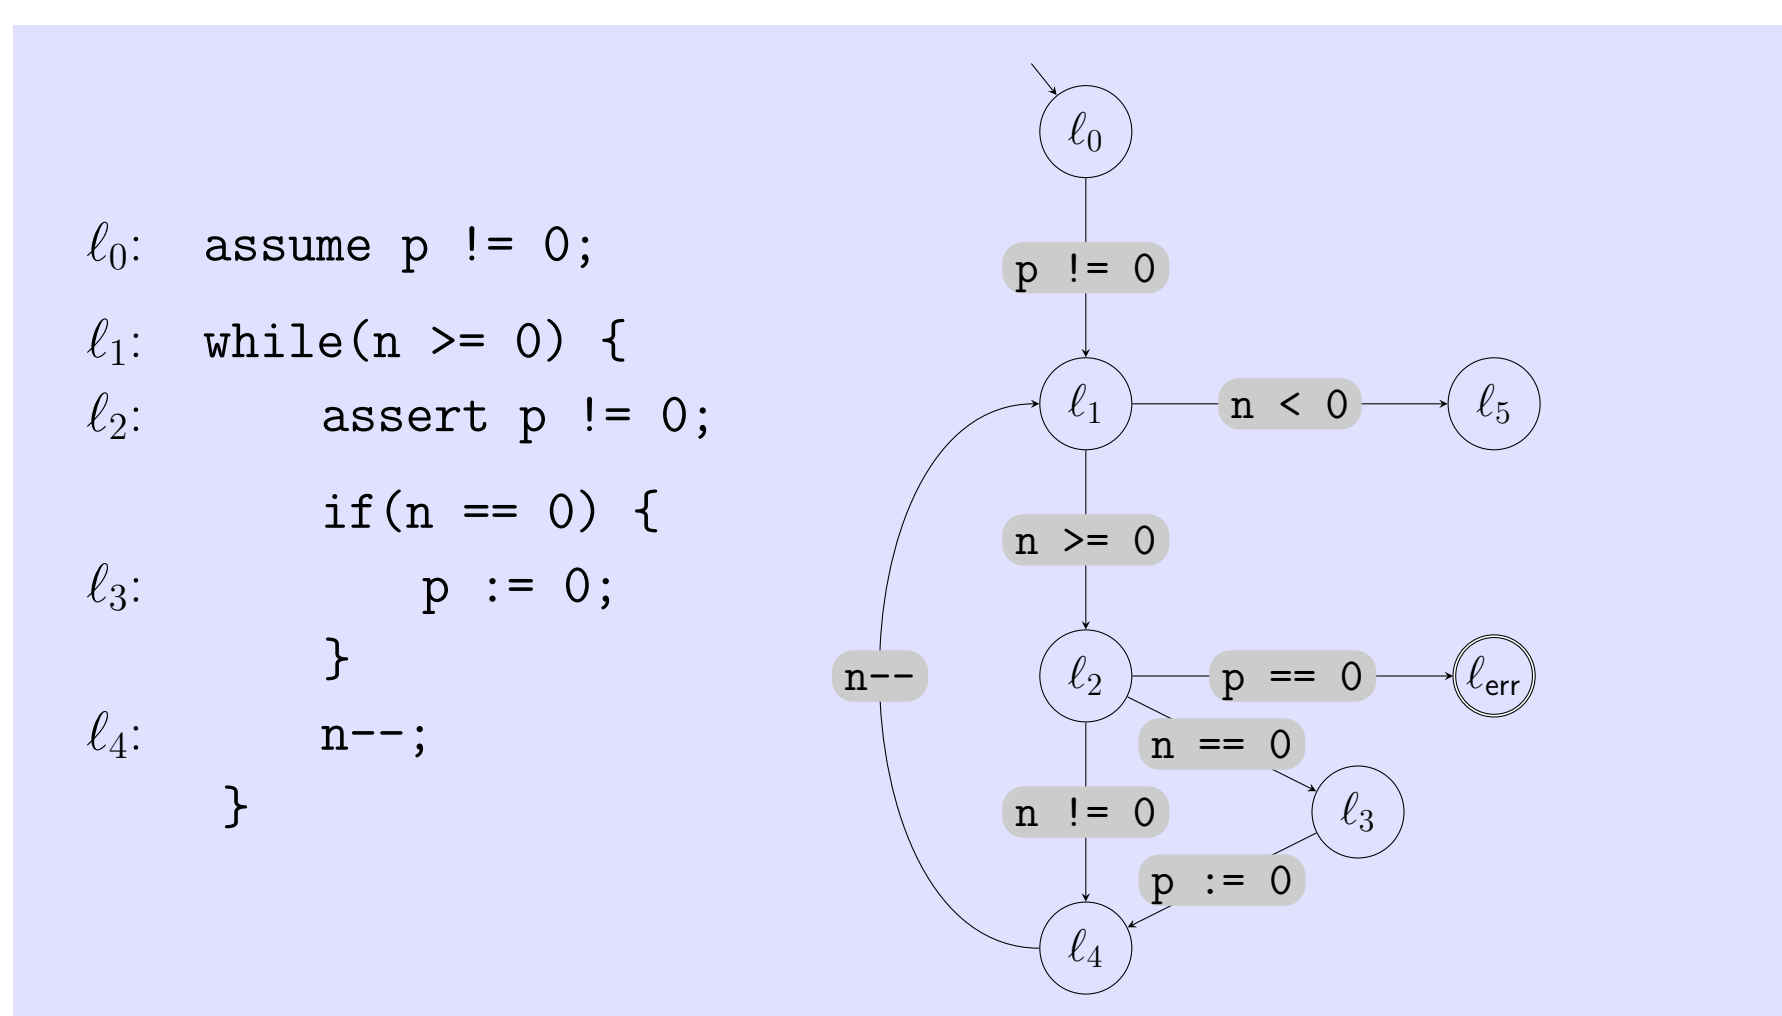 ℓ0: assume p != 0;
ℓ1: while(n >= 0) {
ℓ2: assert p != 0;
if(n == 0) {
ℓ3: p := 0;
}
ℓ4: n--;
}
ℓ0
p != 0
ℓ1
n < 0
ℓ5
n >= 0
n--
ℓ2
p == 0
ℓerr
n == 0
n != 0
ℓ3
p := 0
ℓ4